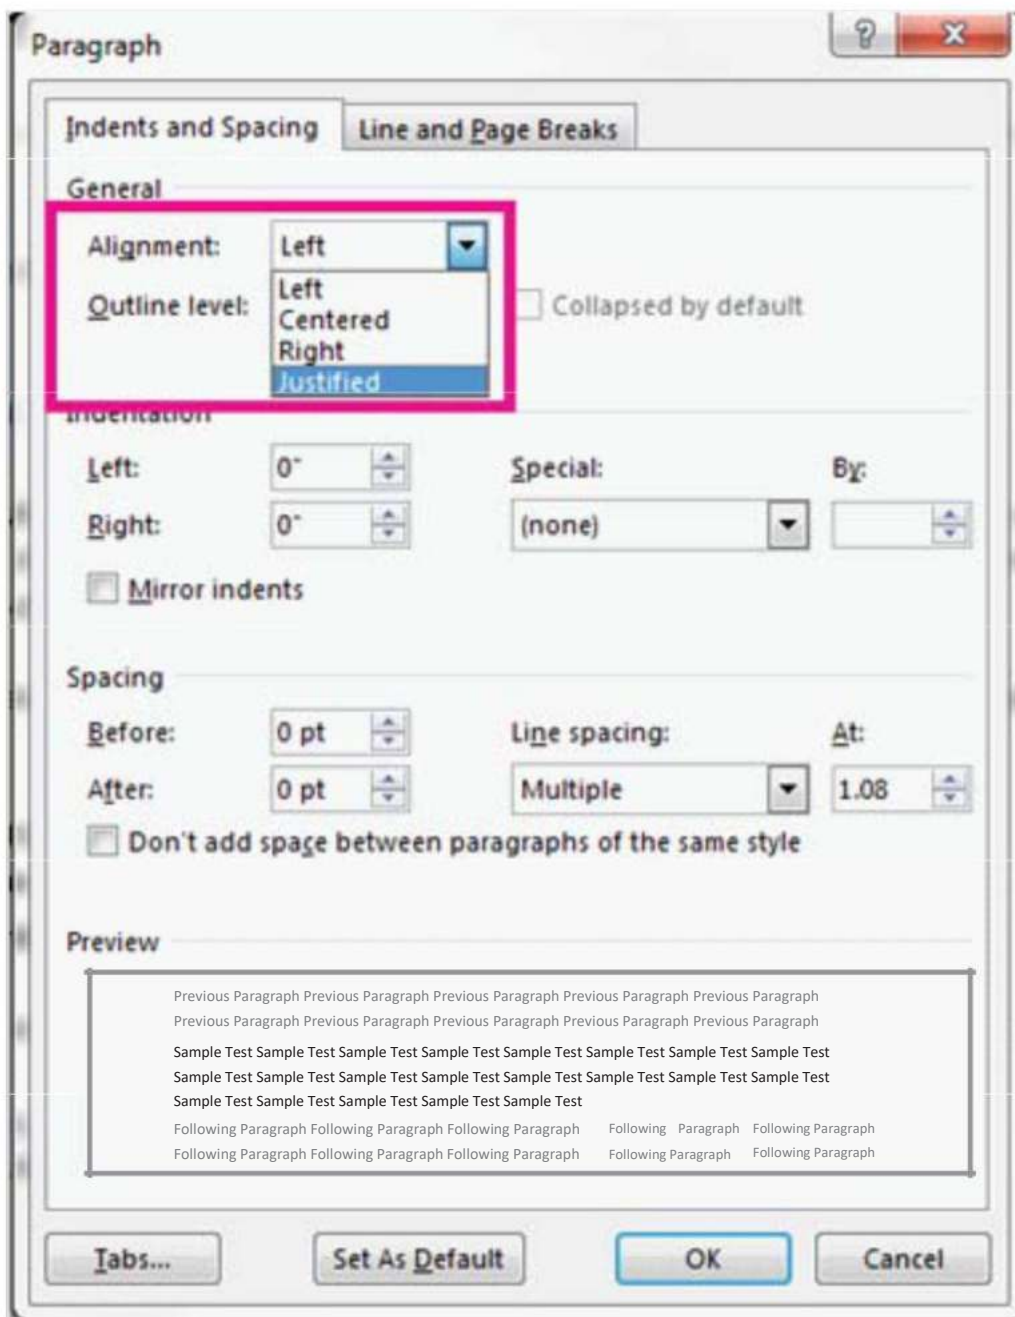 Paragraph
Indents and Spacing
Line and Page Breaks
General
Alignment: Left
Left
Outline level:
Collapsed by default
Centered
Right
Justified
Indentation
Left: 0"
Special:
By:
Right: 0"
(none)
Mirror indents
Spacing
Before: 0 pt
Line spacing:
At:
After: 0 pt
Multiple
1.08
Don't add space between paragraphs of the same style
Preview
Previous Paragraph Previous Paragraph Previous Paragraph Previous Paragraph Previous Paragraph
Previous Paragraph Previous Paragraph Previous Paragraph Previous Paragraph Previous Paragraph
Sample Test Sample Test Sample Test Sample Test Sample Test Sample Test Sample Test Sample Test
Sample Test Sample Test Sample Test Sample Test Sample Test Sample Test Sample Test Sample Test
Sample Test Sample Test Sample Test Sample Test Sample Test
Following Paragraph Following Paragraph Following Paragraph Following Paragraph Following Paragraph
Following Paragraph Following Paragraph Following Paragraph Following Paragraph Following Paragraph
Tabs...
Set As Default
OK
Cancel